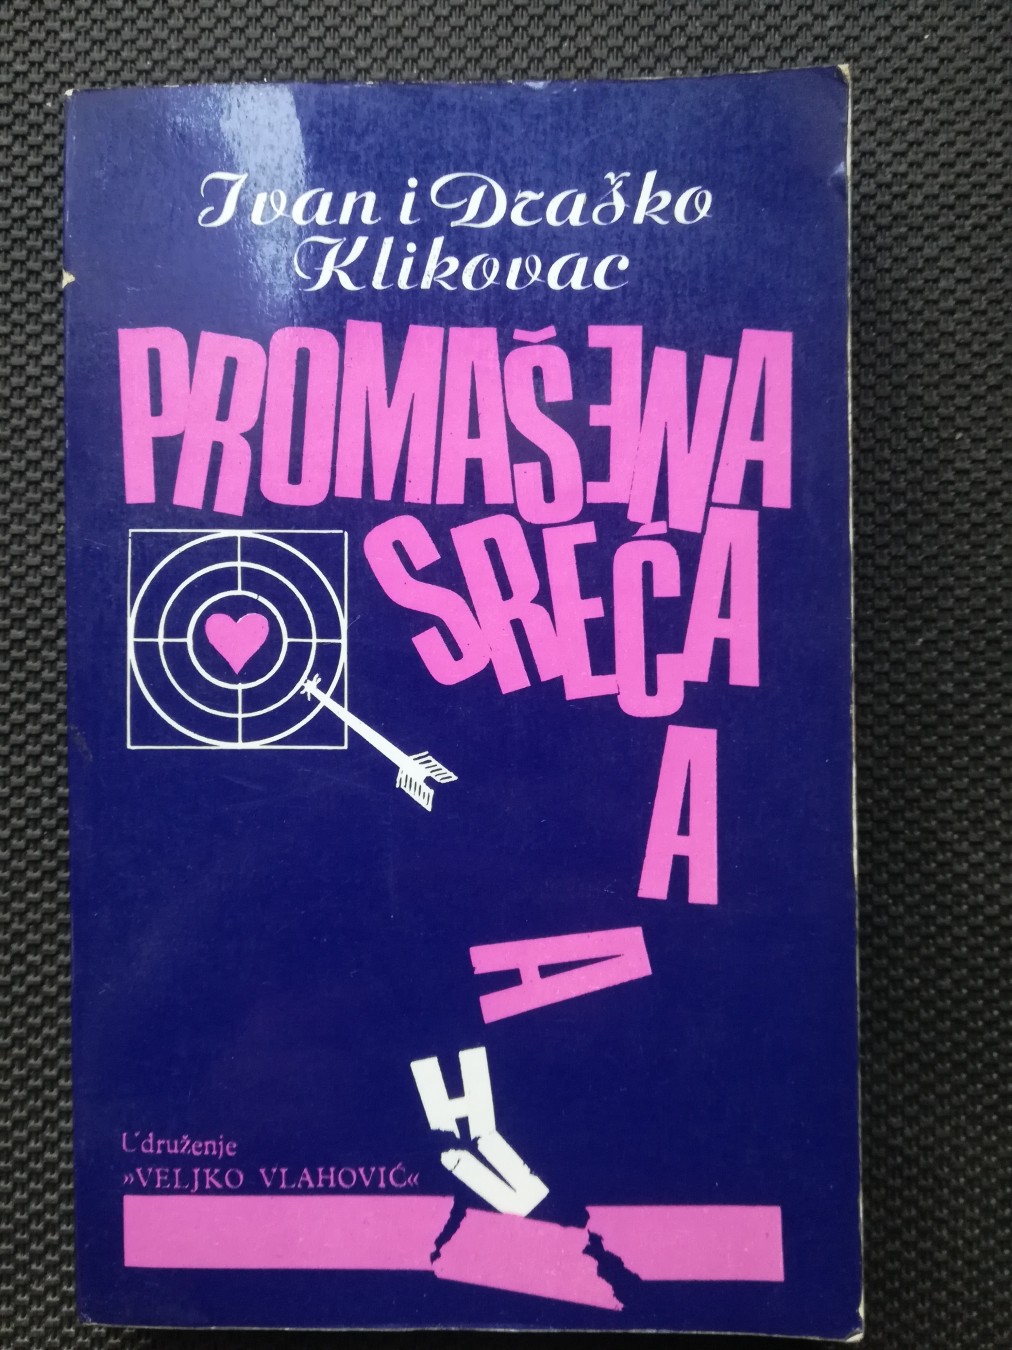 Ivan i Draško
Klikovac
PROMAŠENA
SREĆA
A
A
H
V
Udruženje
»VELJKO VLAHOVIĆ«